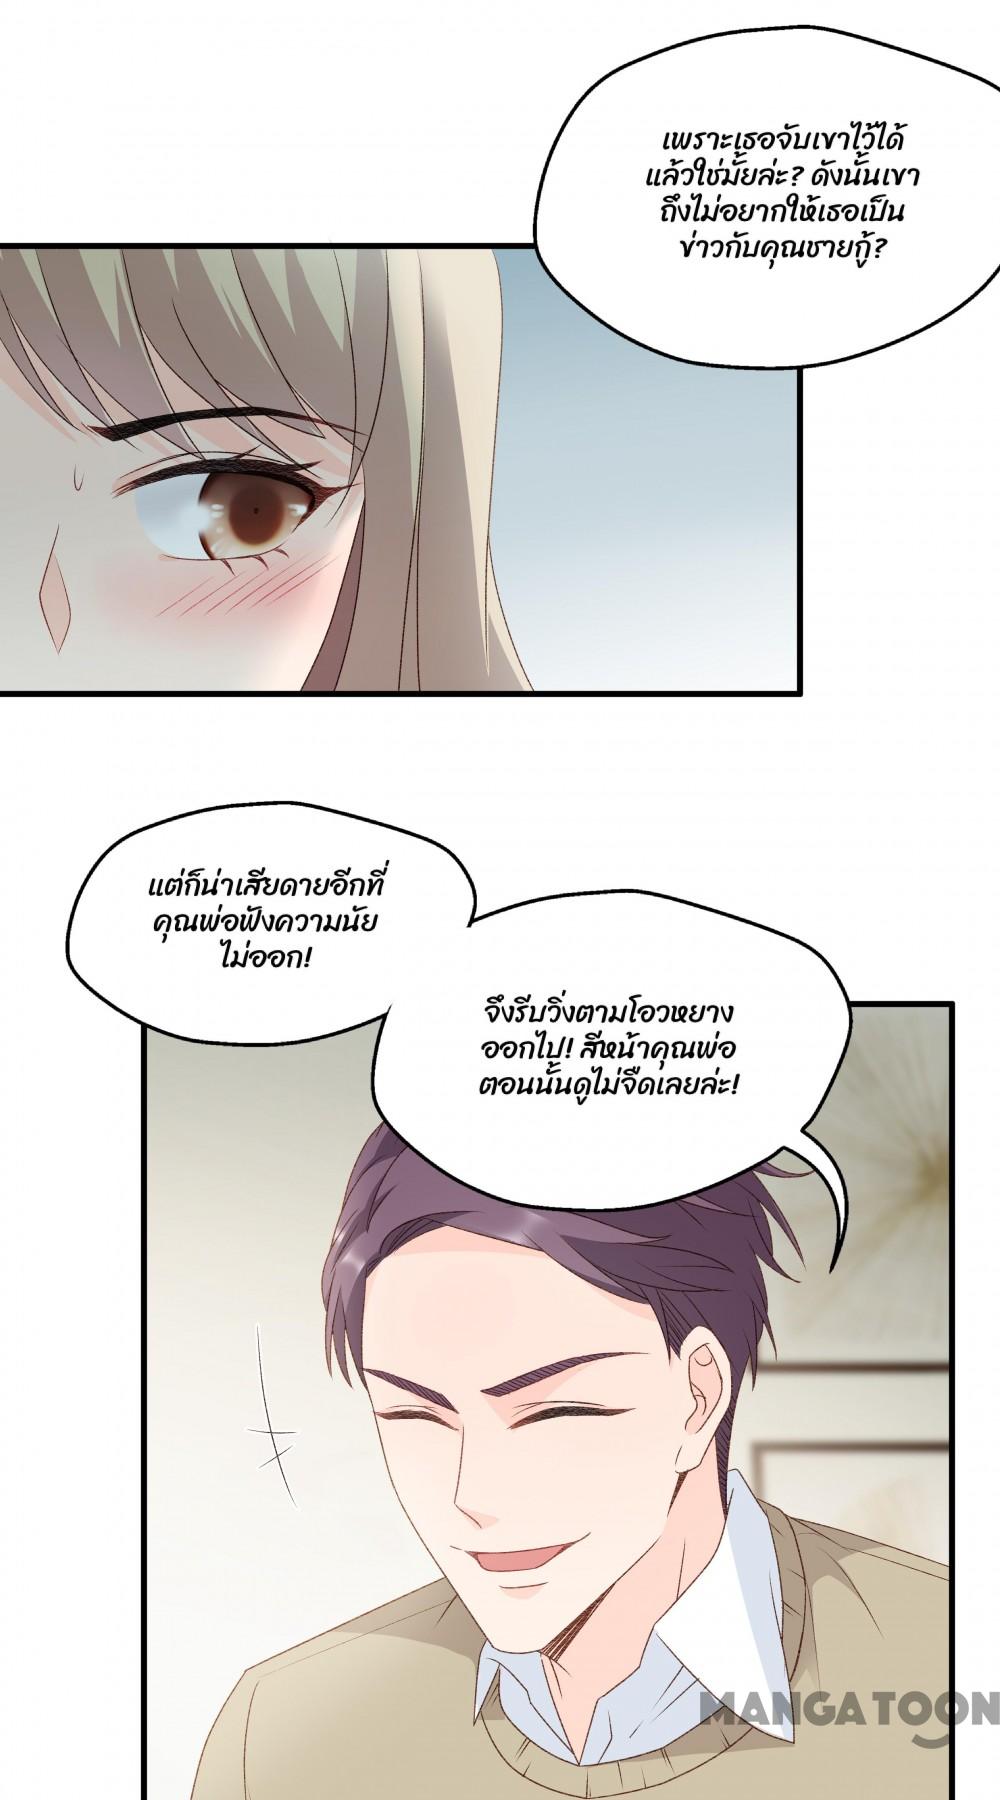 เพราะเธอจับเขาไว้ได้
แล้วใช่มั้ยล่ะ? ดังนั้นเขา
ถึงไม่อยากให้เธอเป็น
ข่าวกับคุณชายกู้?
แต่ก็น่าเสียดายอีกที่
คุณพ่อฟังความนัย
ไม่ออก!
จึงรีบวิ่งตามโอวหยาง
ออกไป! สีหน้าคุณพ่อ
ตอนนั้นดูไม่จืดเลยล่ะ!
MANGATOON